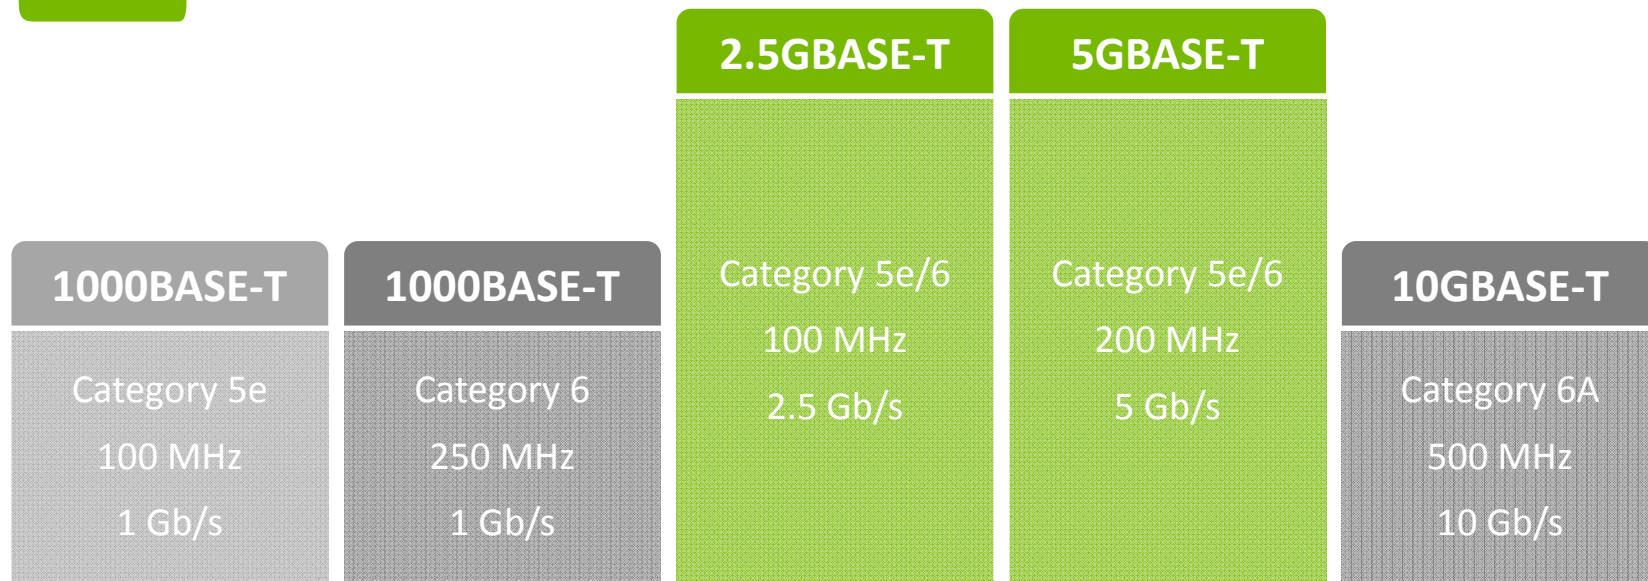 1000BASE-T
Category 5e
100 MHz
1 Gb/s
1000BASE-T
Category 6
250 MHz
1 Gb/s
2.5GBASE-T
Category 5e/6
100 MHz
2.5 Gb/s
5GBASE-T
Category 5e/6
200 MHz
5 Gb/s
10GBASE-T
Category 6A
500 MHz
10 Gb/s